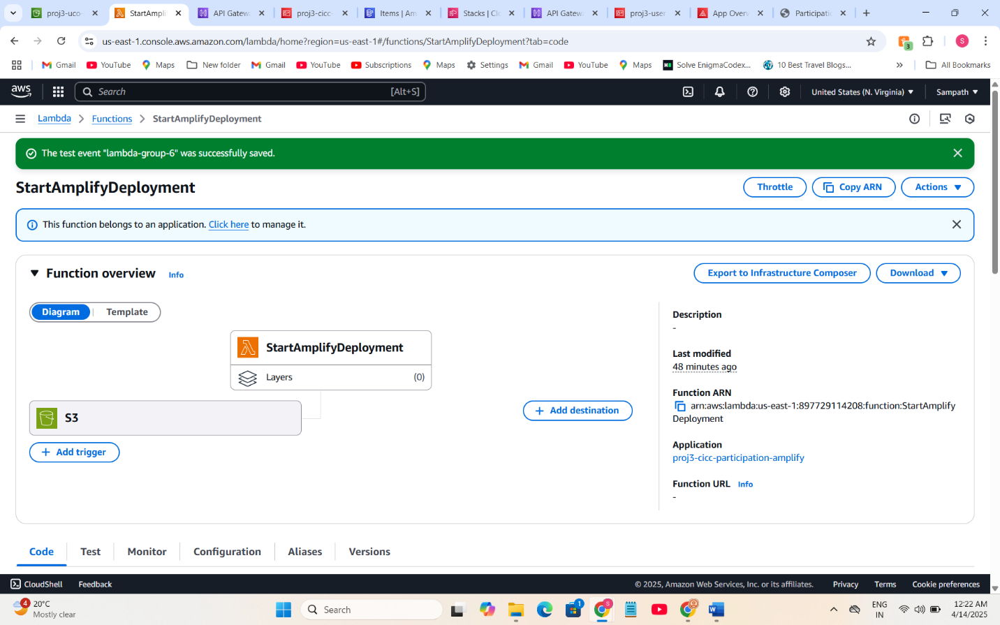 proj3-uco
StartAmplif
API Gatew
proj3-cicc-
Items | Am
Stacks | Clo
API Gatew
proj3-user
App Overv
Participatio
us-east-1.console.aws.amazon.com/lambda/home?region=us-east-1#/functions/StartAmplifyDeployment?tab=code
3
S
Gmail
YouTube
Maps
New folder
Gmail
YouTube
Subscriptions
Maps
Settings
Gmail
YouTube
Maps
Solve EnigmaCodex...
10 Best Travel Blogs...
»
All Bookmarks
aws
Search
[Alt+S]
United States (N. Virginia)
Sampath
Lambda
Functions
StartAmplifyDeployment
The test event "lambda-group-6" was successfully saved.
StartAmplifyDeployment
Throttle
Copy ARN
Actions
This function belongs to an application. Click here to manage it.
Function overview
Info
Export to Infrastructure Composer
Download
Diagram
Template
StartAmplifyDeployment
Layers
(0)
S3
+ Add trigger
+ Add destination
Description
-
Last modified
48 minutes ago
Function ARN
arn:aws:lambda:us-east-1:897729114208:function:StartAmplify
Deployment
Application
proj3-cicc-participation-amplify
Function URL Info
-
Code
Test
Monitor
Configuration
Aliases
Versions
CloudShell
Feedback
© 2025, Amazon Web Services, Inc. or its affiliates.
Privacy
Terms
Cookie preferences
4
20°C
Mostly clear
Search
1
S
ENG
IN
12:22 AM
4/14/2025